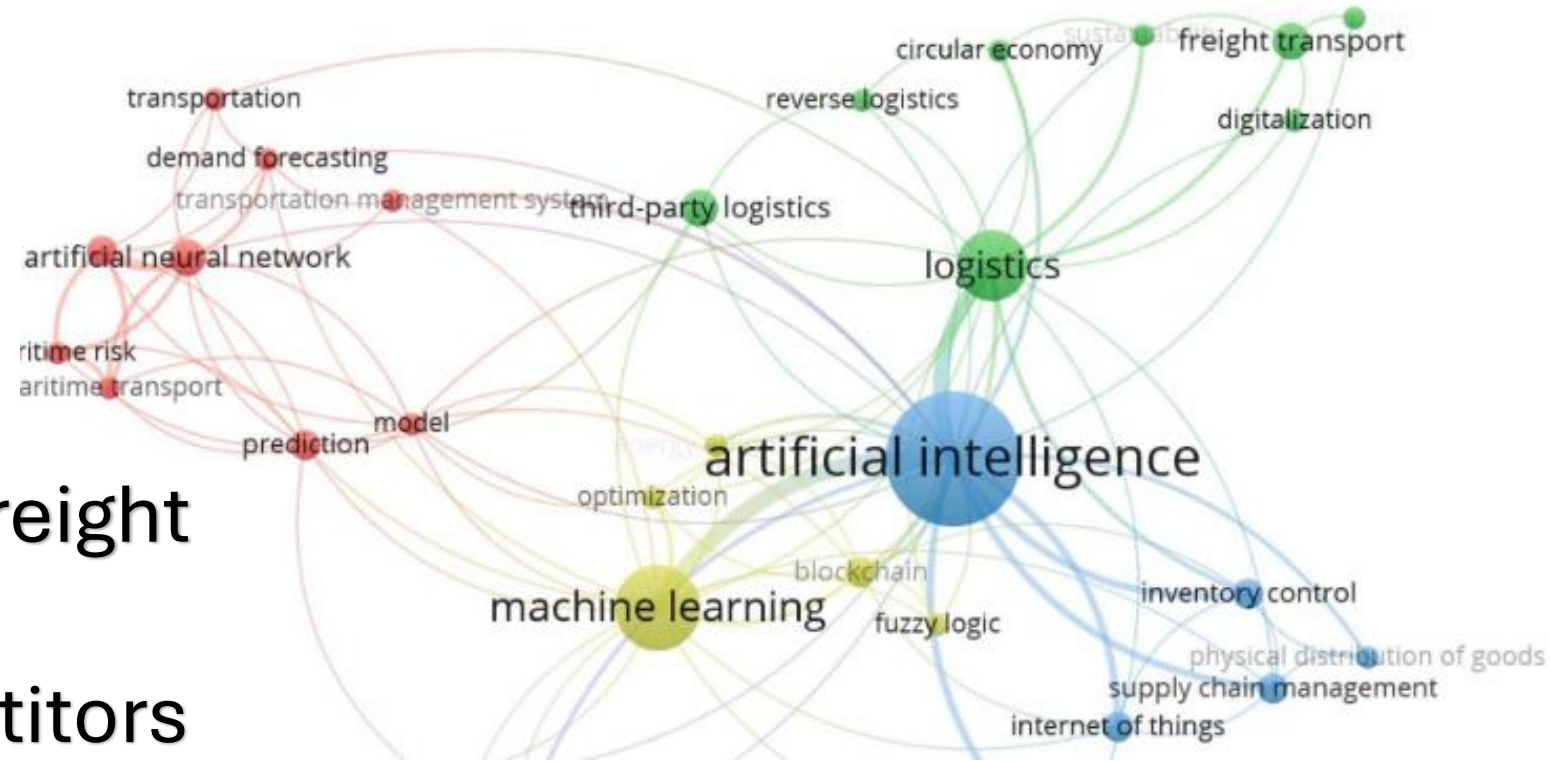 circular economy
sustainability
freight transport
transportation
reverse logistics
digitalization
demand forecasting
transportation management system
third-party logistics
artificial neural network
logistics
ritime risk
aritime transport
model
prediction
energy
artificial intelligence
optimization
reight
blockchain
inventory control
machine learning
fuzzy logic
physical distribution of goods
supply chain management
titors
internet of things